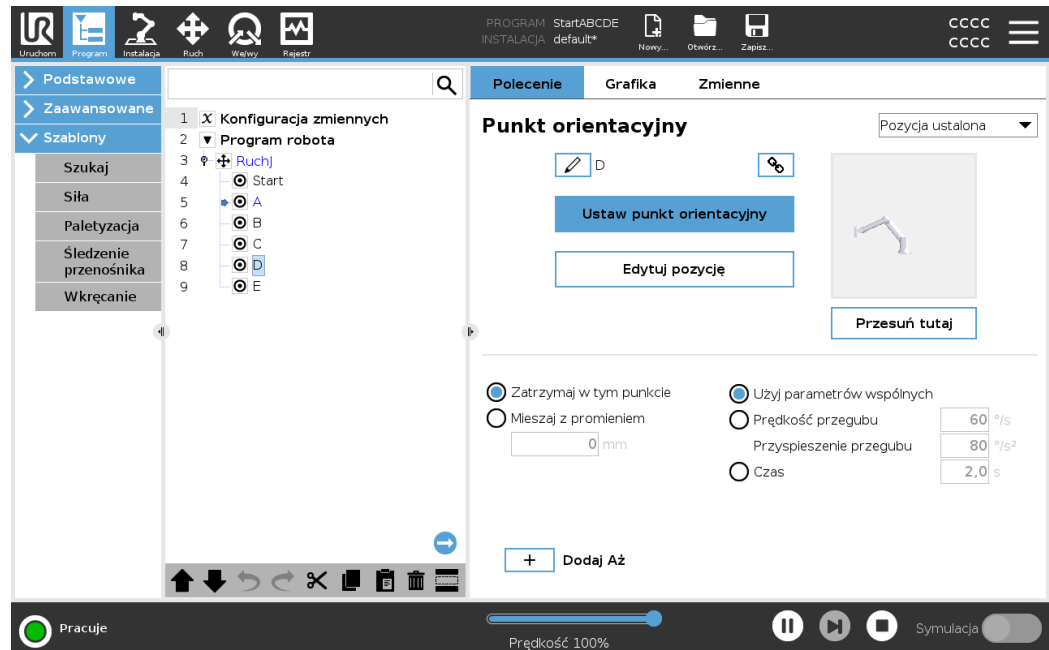 PROGRAM StartABCDE
INSTALACJA default*
CCCC
CCCC
Uruchom Program Instalacja Ruch We/wy Rejestr Nowy... Otwórz... Zapisz...
Podstawowe
Zaawansowane
Szablony
Szukaj
Siła
Paletyzacja
Śledzenie
przenośnika
Wkręcanie
1 X Konfiguracja zmiennych
2 Program robota
3 RuchJ
4 Start
5 A
6 B
7 C
8 D
9 E
Polecenie Grafika Zmienne
Punkt orientacyjny Pozycja ustalona
D
Ustaw punkt orientacyjny
Edytuj pozycję
Przesuń tutaj
Zatrzymaj w tym punkcie Użyj parametrów wspólnych
Mieszaj z promieniem Prędkość przegubu 60 °/s
0 mm Przyspieszenie przegubu 80 °/s²
Czas 2,0 s
+ Dodaj Aż
Pracuje
Prędkość 100%
Symulacja